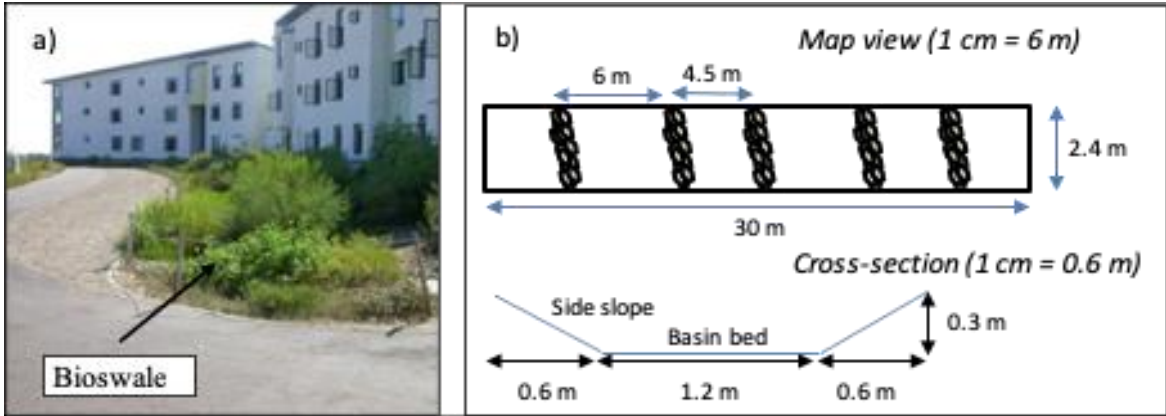 a)
Bioswale
b)
Map view (1 cm = 6 m)
6 m
4.5 m
2.4 m
30 m
Cross-section (1 cm = 0.6 m)
Side slope
Basin bed
0.3 m
0.6 m
1.2 m
0.6 m